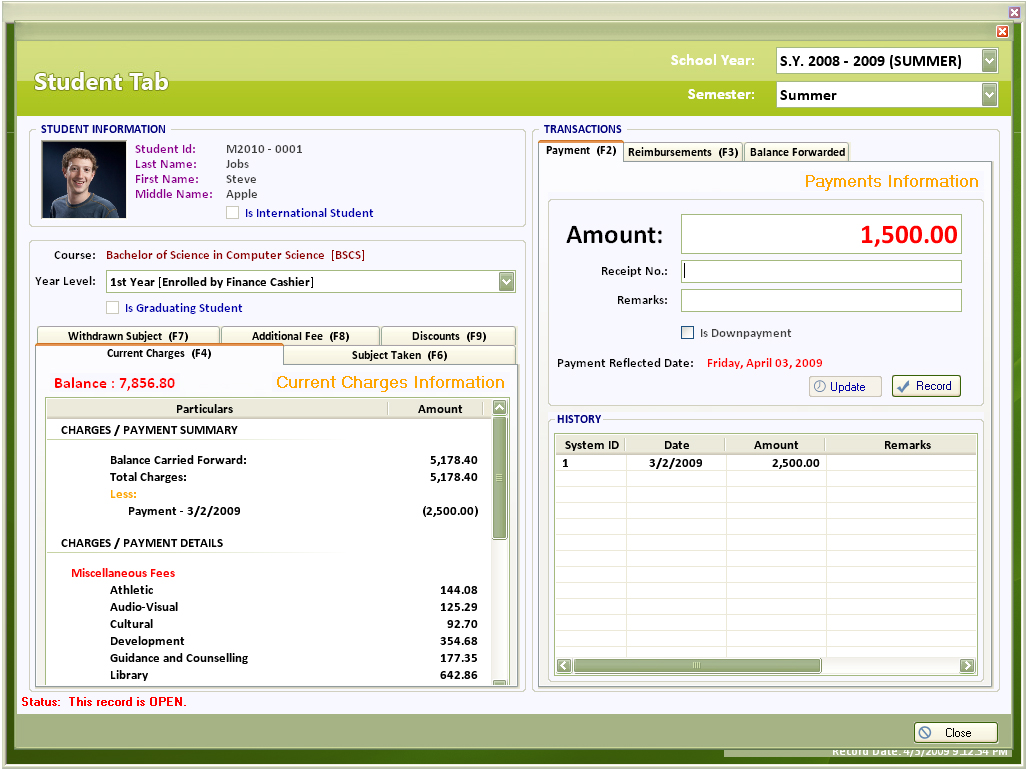 Student Tab
School Year: S.Y. 2008 - 2009 (SUMMER)
Semester: Summer
STUDENT INFORMATION
Student Id: M2010 - 0001
Last Name: Jobs
First Name: Steve
Middle Name: Apple
Is International Student
Course: Bachelor of Science in Computer Science [BSCS]
Year Level: 1st Year [Enrolled by Finance Cashier]
Is Graduating Student
Withdrawn Subject (F7) Additional Fee (F8) Discounts (F9)
Current Charges (F4) Subject Taken (F6)
Balance : 7,856.80 Current Charges Information
Particulars Amount
CHARGES / PAYMENT SUMMARY
Balance Carried Forward: 5,178.40
Total Charges: 5,178.40
Less:
Payment - 3/2/2009 (2,500.00)
CHARGES / PAYMENT DETAILS
Miscellaneous Fees
Athletic 144.08
Audio-Visual 125.29
Cultural 92.70
Development 354.68
Guidance and Counselling 177.35
Library 642.86
TRANSACTIONS
Payment (F2) Reimbursements (F3) Balance Forwarded
Payments Information
Amount: 1,500.00
Receipt No.:
Remarks:
Is Downpayment
Payment Reflected Date: Friday, April 03, 2009
Update Record
HISTORY
System ID Date Amount Remarks
1 3/2/2009 2,500.00
Status: This record is OPEN.
Close
Record Date: 4/3/2009 9:12:54 PM